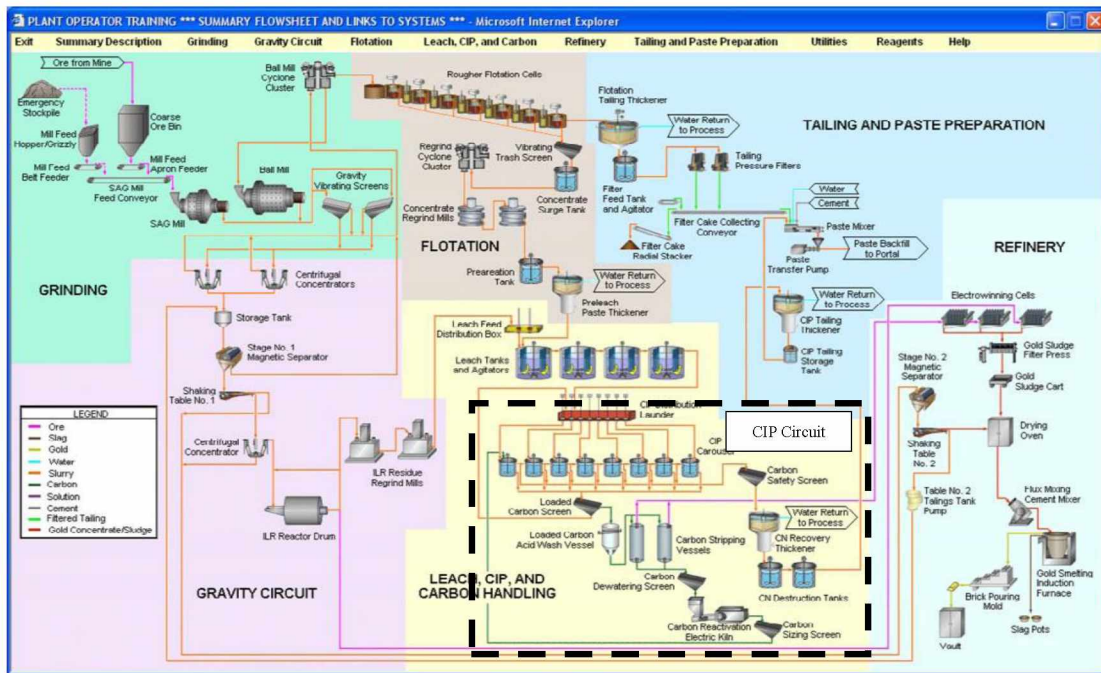 PLANT OPERATOR TRAINING *** SUMMARY FLOWSHEET AND LINKS TO SYSTEMS *** - Microsoft Internet Explorer
Exit Summary Description Grinding Gravity Circuit Flotation Leach, CIP, and Carbon Refinery Tailing and Paste Preparation Utilities Reagents Help
Ore from Mine
Emergency
Stockpile
Coarse
Ore Bin
Mill Feed
Hopper/Grizzly
Mill Feed
Belt Feeder
Mill Feed
Apron Feeder
SAG Mill
Feed Conveyor
SAG Mill
Ball Mill
Ball Mill
Cyclone
Cluster
Gravity
Vibrating Screens
GRINDING
Rougher Flotation Cells
Regrind
Cyclone
Cluster
Vibrating
Trash Screen
Concentrate
Surge Tank
Concentrate
Regrind Mills
FLOTATION
Preareation
Tank
Water Return
to Process
Preleach
Paste Thickener
Flotation
Tailing Thickener
Water Return
to Process
TAILING AND PASTE PREPARATION
Tailing
Pressure Filters
Filter
Feed Tank
and Agitator
Water
Cement
Filter Cake Collecting
Conveyor
Paste Mixer
Filter Cake
Radial Stacker
Paste
Transfer Pump
Paste Backfill
to Portal
Water Return
to Process
CIP Tailing
Thickener
CIP Tailing
Storage
Tank
REFINERY
Electrowinning Cells
Gold Sludge
Filter Press
Gold
Sludge Cart
Stage No. 2
Magnetic
Separator
Shaking
Table
No. 2
Drying
Oven
Table No. 2
Tailings Tank
Pump
Flux Mixing
Cement Mixer
Gold Smelting
Induction
Furnace
Brick Pouring
Mold
Slag Pots
Vault
Centrifugal
Concentrators
Storage Tank
Stage No. 1
Magnetic Separator
Shaking
Table No. 1
Centrifugal
Concentrator
ILR Residue
Regrind Mills
ILR Reactor Drum
GRAVITY CIRCUIT
LEGEND
Ore
Slag
Gold
Water
Slurry
Carbon
Solution
Cement
Filtered Tailing
Gold Concentrate/Sludge
Leach Feed
Distribution Box
Leach Tanks
and Agitators
CIP Distribution
Launder
CIP Circuit
CIP
Carousel
Carbon
Safety Screen
Loaded
Carbon Screen
Loaded Carbon
Acid Wash Vessel
Carbon Stripping
Vessels
Water Return
to Process
CN Recovery
Thickener
Carbon
Dewatering Screen
CN Destruction Tanks
LEACH, CIP, AND
CARBON HANDLING
Carbon Reactivation
Electric Kiln
Carbon
Sizing Screen